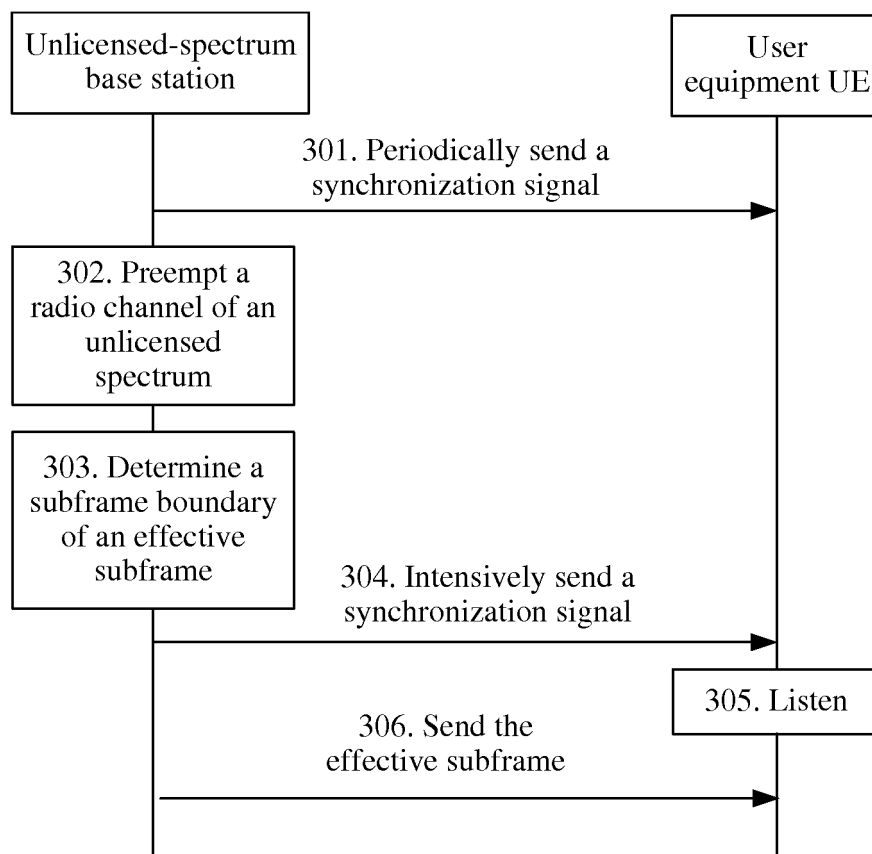 Unlicensed-spectrum
base station
User
equipment UE
301. Periodically send a
synchronization signal
302. Preempt a
radio channel of an
unlicensed
spectrum
303. Determine a
subframe boundary
of an effective
subframe
304. Intensively send a
synchronization signal
305. Listen
306. Send the
effective subframe